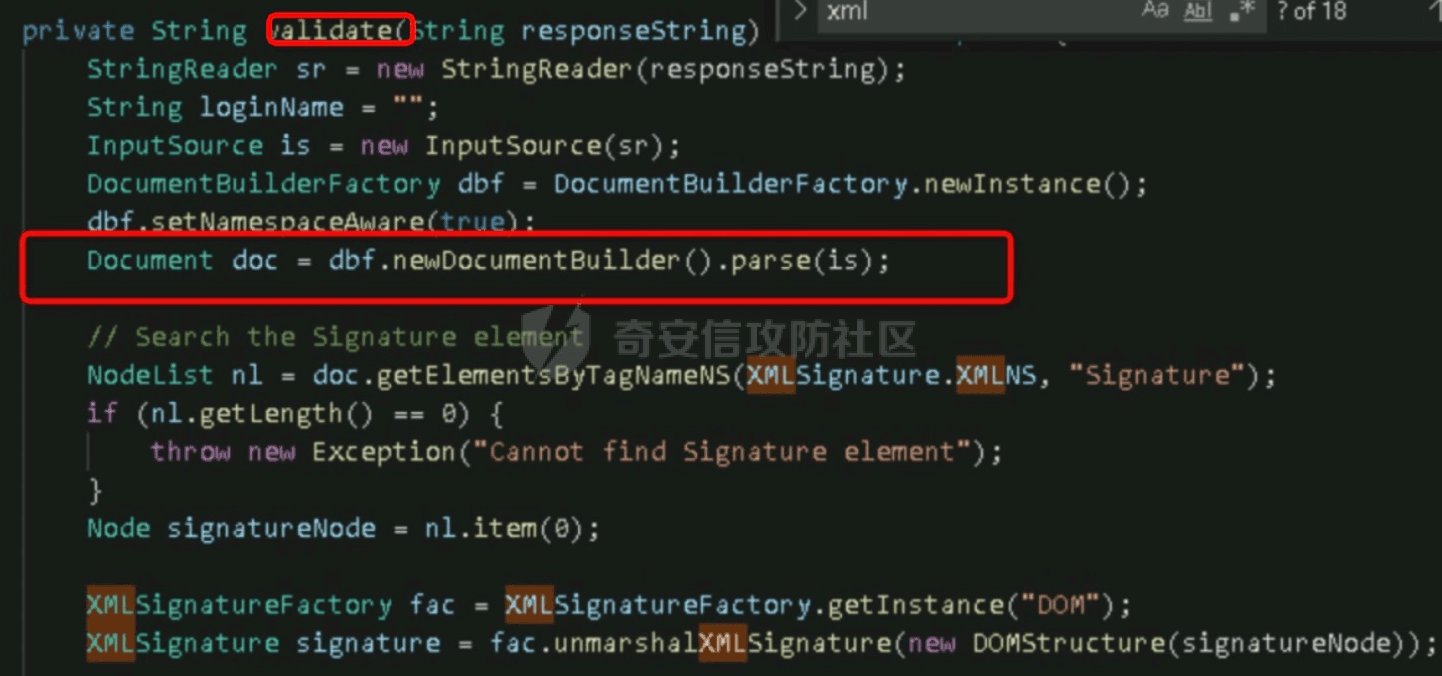 private String validate(String responseString)
xml Aa Abl .* ? of 18
StringReader sr = new StringReader(responseString);
String loginName = "";
InputSource is = new InputSource(sr);
DocumentBuilderFactory dbf = DocumentBuilderFactory.newInstance();
dbf.setNamespaceAware(true);
Document doc = dbf.newDocumentBuilder().parse(is);
// Search the Signature element
奇安信攻防社区
NodeList nl = doc.getElementsByTagNameNS(XMLSignature.XMLNS, "Signature");
if (nl.getLength() == 0) {
throw new Exception("Cannot find Signature element");
}
Node signatureNode = nl.item(0);
XMLSignatureFactory fac = XMLSignatureFactory.getInstance("DOM");
XMLSignature signature = fac.unmarshalXMLSignature(new DOMStructure(signatureNode));